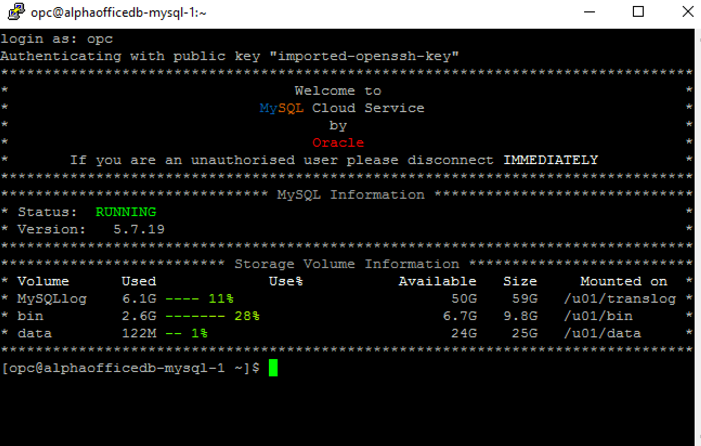 opc@alphaofficedb-mysql-1:~
login as: opc
Authenticating with public key "imported-openssh-key"
********************************************************************************
* Welcome to *
* MySQL Cloud Service *
* by *
* Oracle *
* If you are an unauthorised user please disconnect IMMEDIATELY *
********************************************************************************
******************************* MySQL Information ******************************
* Status: RUNNING *
* Version: 5.7.19 *
********************************************************************************
************************** Storage Volume Information **************************
* Volume Used Use% Available Size Mounted on *
* MySQLlog 6.1G ---- 11% 50G 59G /u01/translog *
* bin 2.6G ------- 28% 6.7G 9.8G /u01/bin *
* data 122M -- 1% 24G 25G /u01/data *
********************************************************************************
[opc@alphaofficedb-mysql-1 ~]$